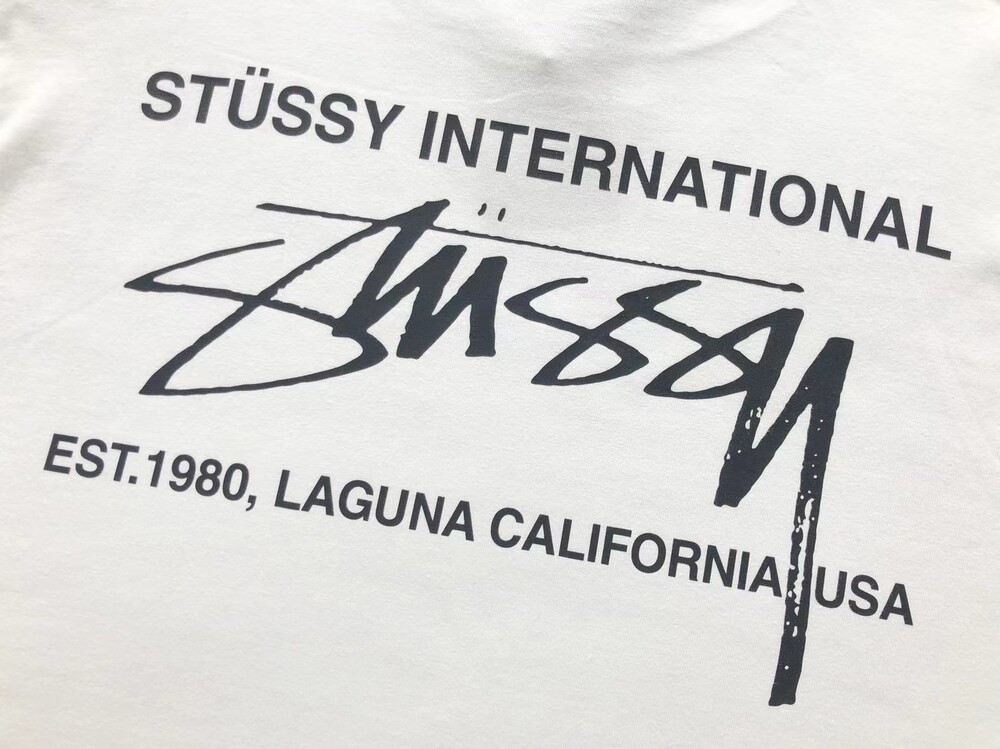 STÜSSY INTERNATIONAL
Stüssy
EST.1980, LAGUNA CALIFORNIA, USA